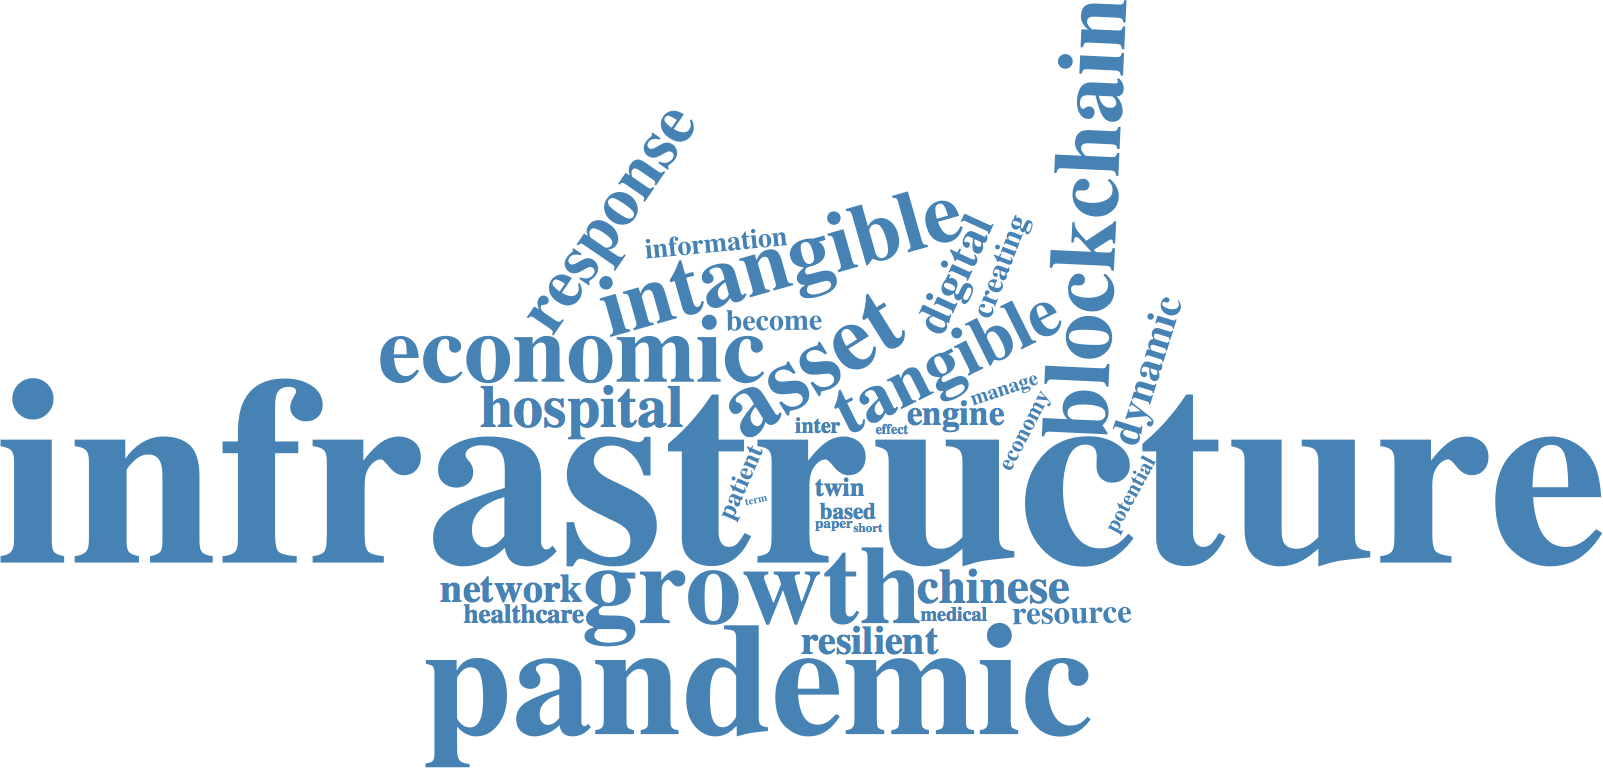 blockchain
response
intangible
information
digital
creating
become
asset
tangible
economic
dynamic
hospital
manage
engine
inter
effect
economy
infrastructure
patient
term
twin
based
paper
short
potential
growth
network
chinese
healthcare
medical
resource
resilient
pandemic